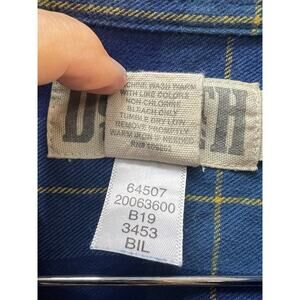 MACHINE WASH WARM
WITH LIKE COLORS
NON-CHLORINE
BLEACH ONLY
TUMBLE DRY LOW
REMOVE PROMPTLY
WARM IRON IF NEEDED
64507
20063600
B19
3453
BIL